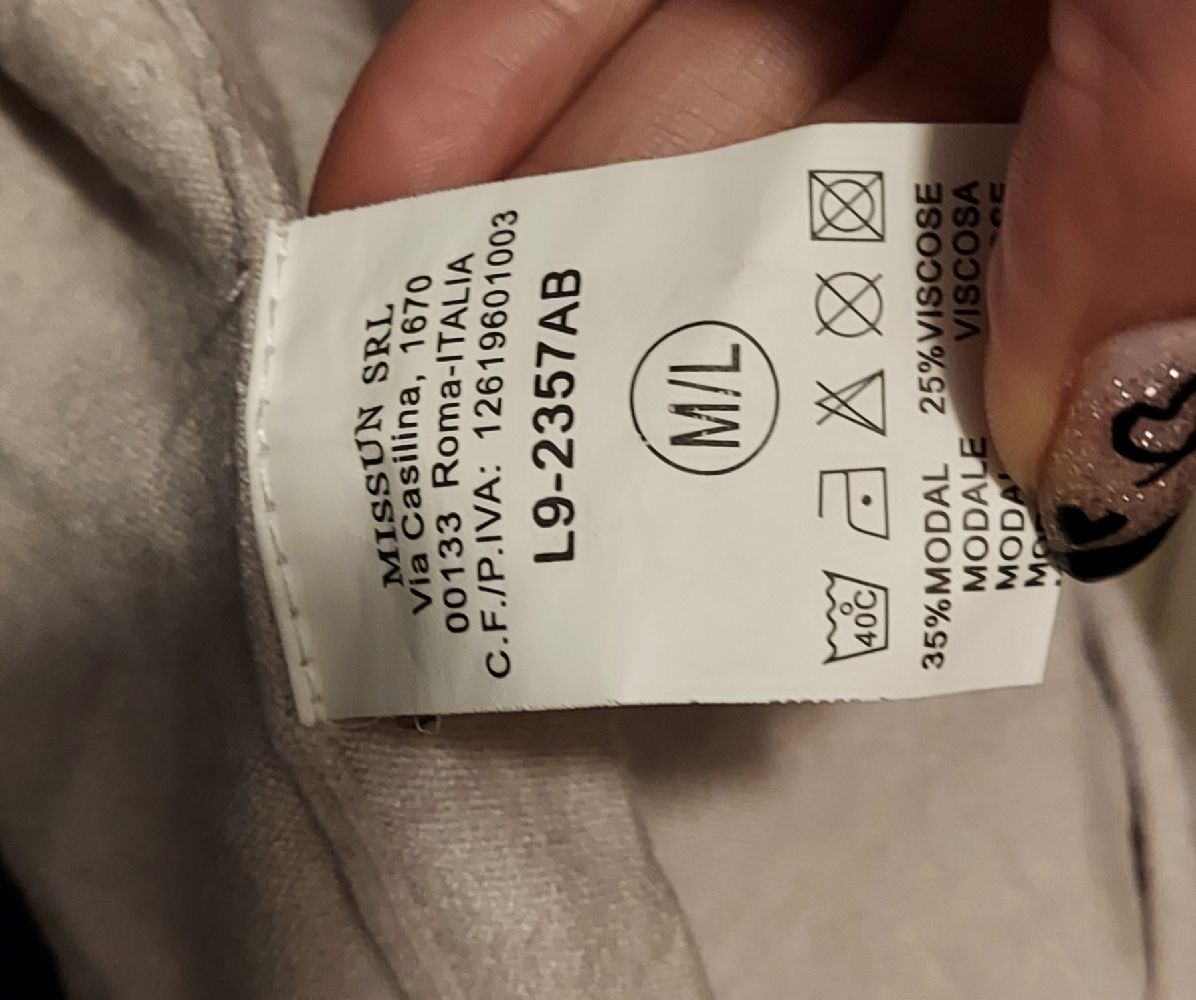 MISSUN SRL
Via Casilina, 1670
00133 Roma-ITALIA
C.F./P.IVA: 12619601003
L9-2357AB
M/L
40°C
35%MODAL 25%VISCOSE
MODALE VISCOSA